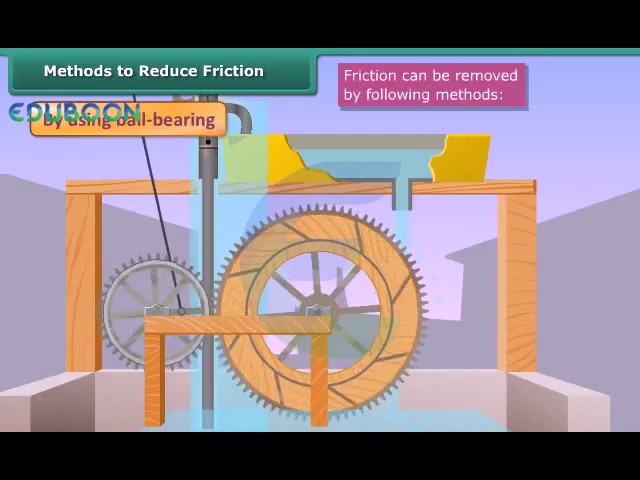 Methods to Reduce Friction
Friction can be removed
by following methods:
EDUBOON
By using ball-bearing